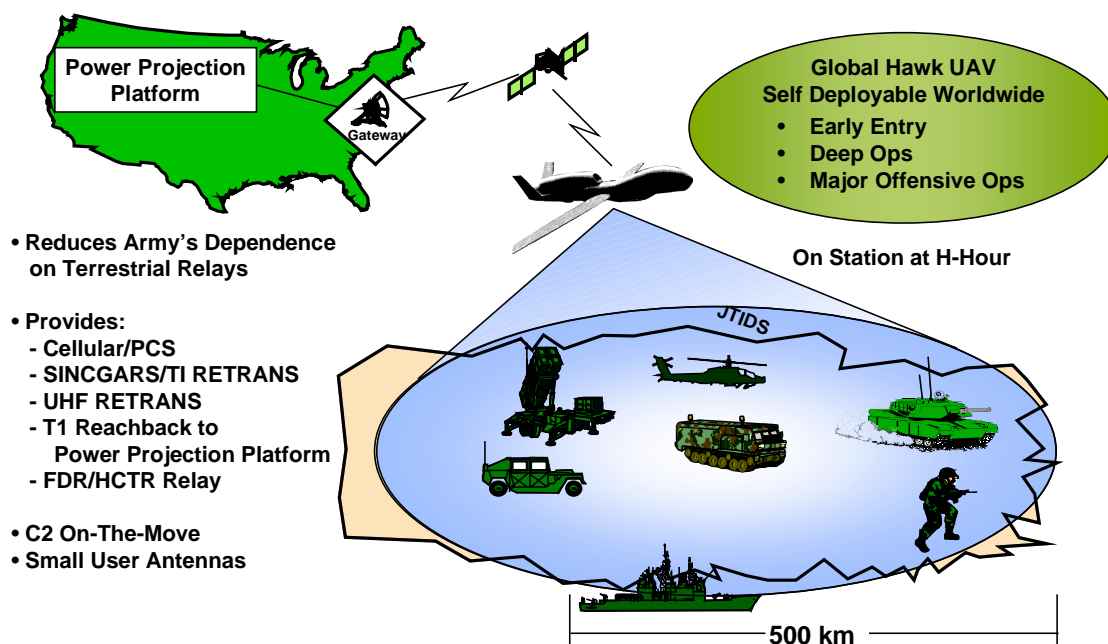 Power Projection
Platform
Gateway
Global Hawk UAV
Self Deployable Worldwide
• Early Entry
• Deep Ops
• Major Offensive Ops
• Reduces Army’s Dependence
on Terrestrial Relays
On Station at H-Hour
• Provides:
- Cellular/PCS
- SINCGARS/TI RETRANS
- UHF RETRANS
- T1 Reachback to
Power Projection Platform
- FDR/HCTR Relay
• C2 On-The-Move
• Small User Antennas
JTIDS
500 km